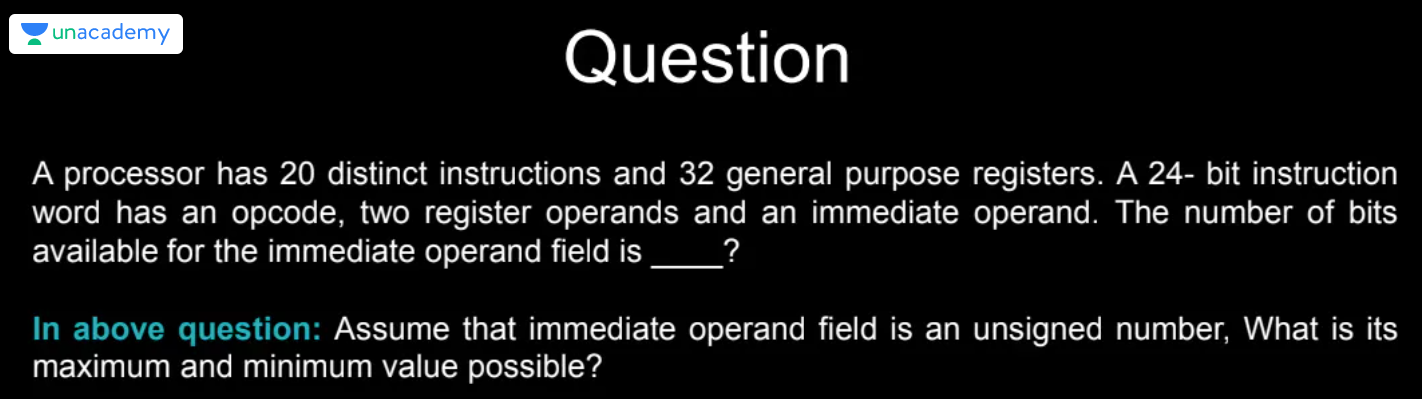 unacademy
Question
A processor has 20 distinct instructions and 32 general purpose registers. A 24- bit instruction
word has an opcode, two register operands and an immediate operand. The number of bits
available for the immediate operand field is ____?
In above question: Assume that immediate operand field is an unsigned number, What is its
maximum and minimum value possible?